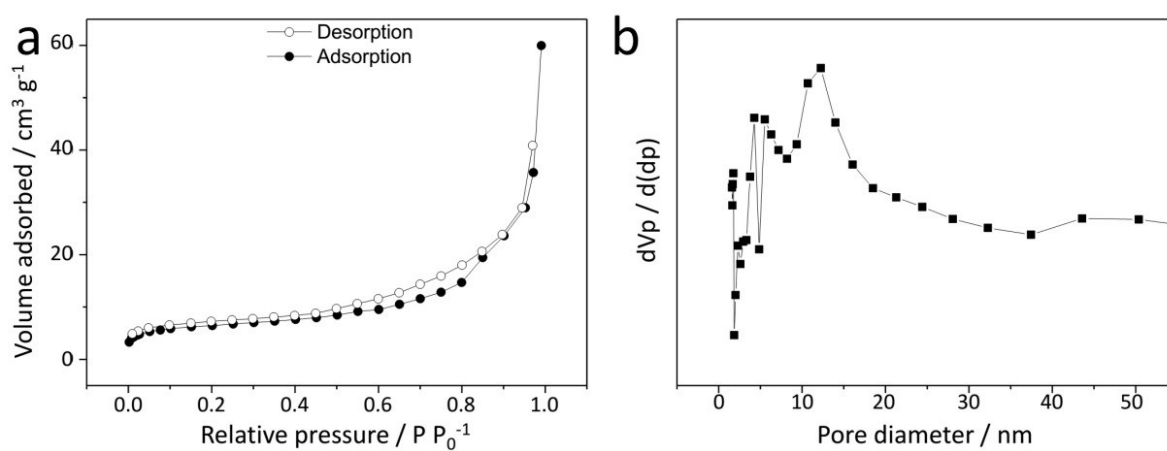 a
Desorption
Adsorption
60
40
20
0
0.0 0.2 0.4 0.6 0.8 1.0
Volume adsorbed / cm³ g⁻¹
Relative pressure / P P₀⁻¹
b
dVp / d(dp)
0 10 20 30 40 50
Pore diameter / nm